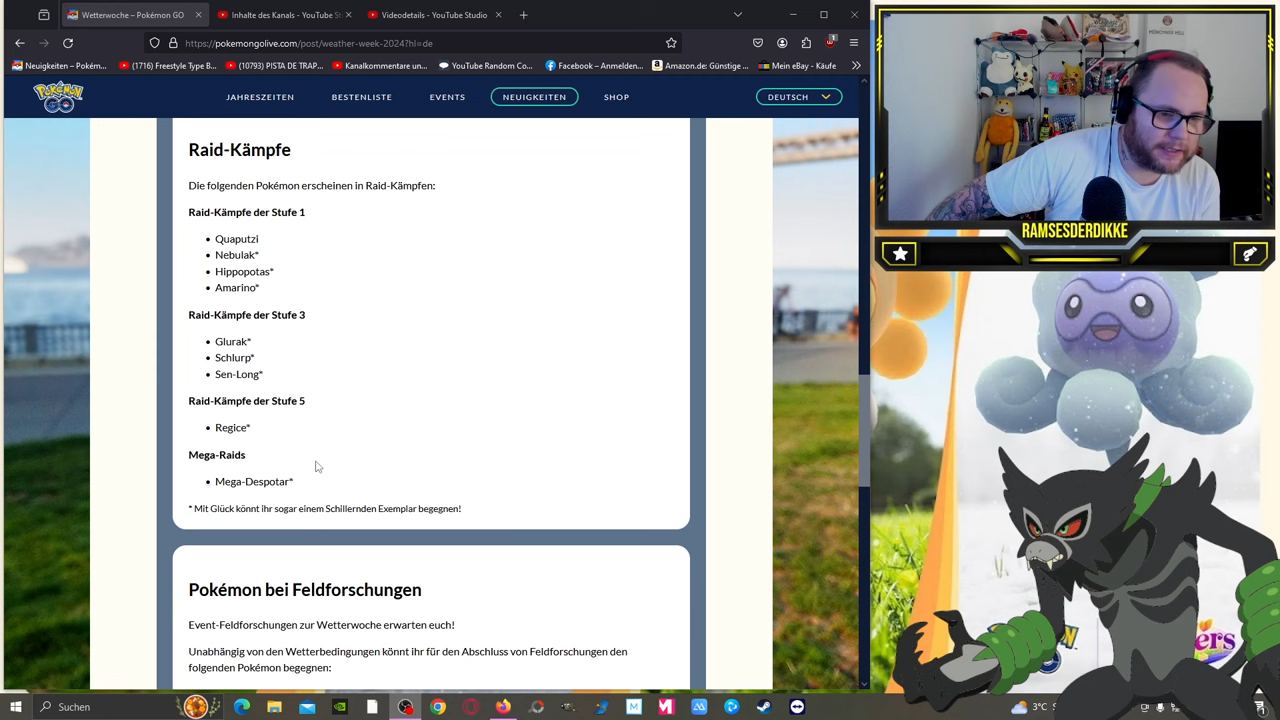 Wetterwoche – Pokémon GO
Inhalte des Kanals - YouTube St
Videodetails - YouTube Studio
https://pokemongolive.com/post/weather-week-2024?hl=de
Neuigkeiten – Pokém...
(1716) Freestyle Type B...
(10793) PISTA DE TR...
Kanalkommentare un...
YouTube Random Co...
Facebook – Anmelden...
Amazon.de: Günstige ...
Mein eBay - Käufe
POKÉMON GO
JAHRESZEITEN
BESTENLISTE
EVENTS
NEUIGKEITEN
SHOP
DEUTSCH
Raid-Kämpfe
Die folgenden Pokémon erscheinen in Raid-Kämpfen:
Raid-Kämpfe der Stufe 1
• Quaputzi
• Nebulak*
• Hippopotas*
• Amarino*
Raid-Kämpfe der Stufe 3
• Glurak*
• Schlurp*
• Sen-Long*
Raid-Kämpfe der Stufe 5
• Regice*
Mega-Raids
• Mega-Despotar*
* Mit Glück könnt ihr sogar einem Schillernden Exemplar begegnen!
Pokémon bei Feldforschungen
Event-Feldforschungen zur Wetterwoche erwarten euch!
Unabhängig von den Wetterbedingungen könnt ihr für den Abschluss von Feldforschungen den
folgenden Pokémon begegnen:
RAMSESDERDIKKE
Suchen
3°C